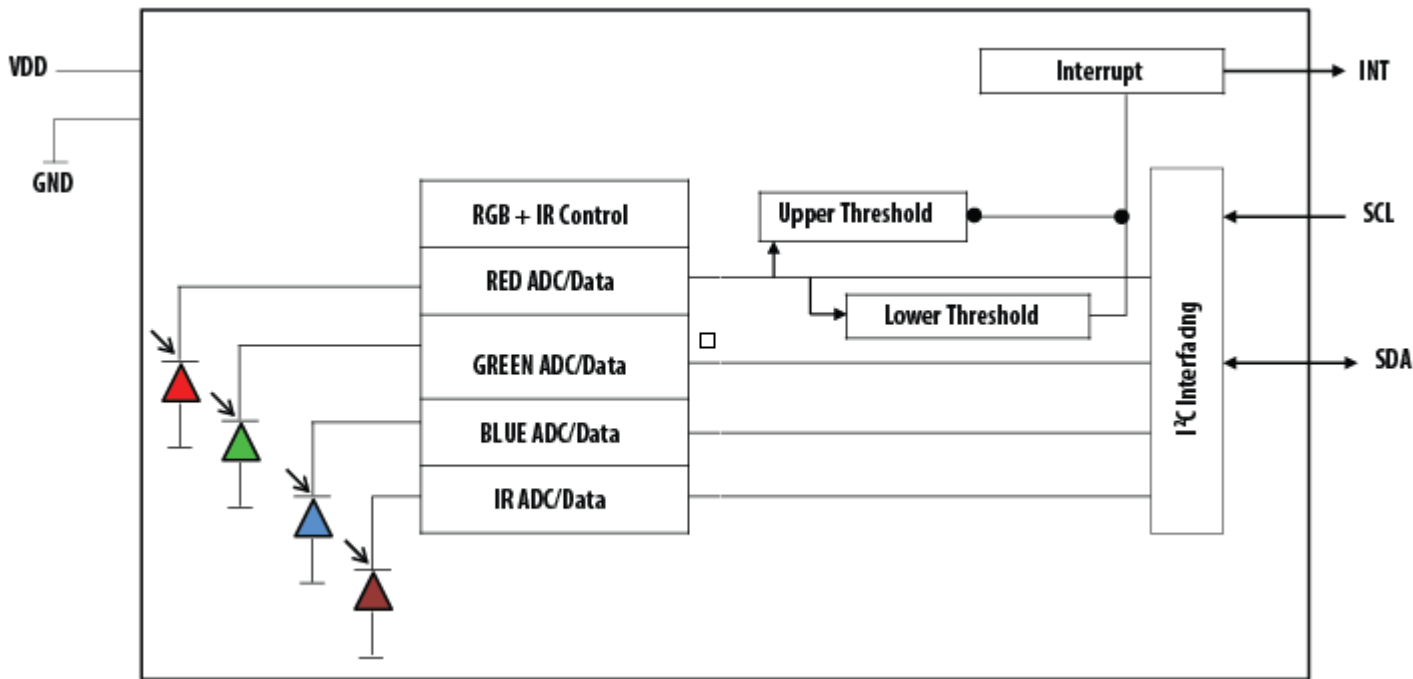 VDD
GND
Interrupt
INT
RGB + IR Control
Upper Threshold
SCL
RED ADC/Data
Lower Threshold
GREEN ADC/Data
SDA
BLUE ADC/Data
IR ADC/Data
I²C Interfadng